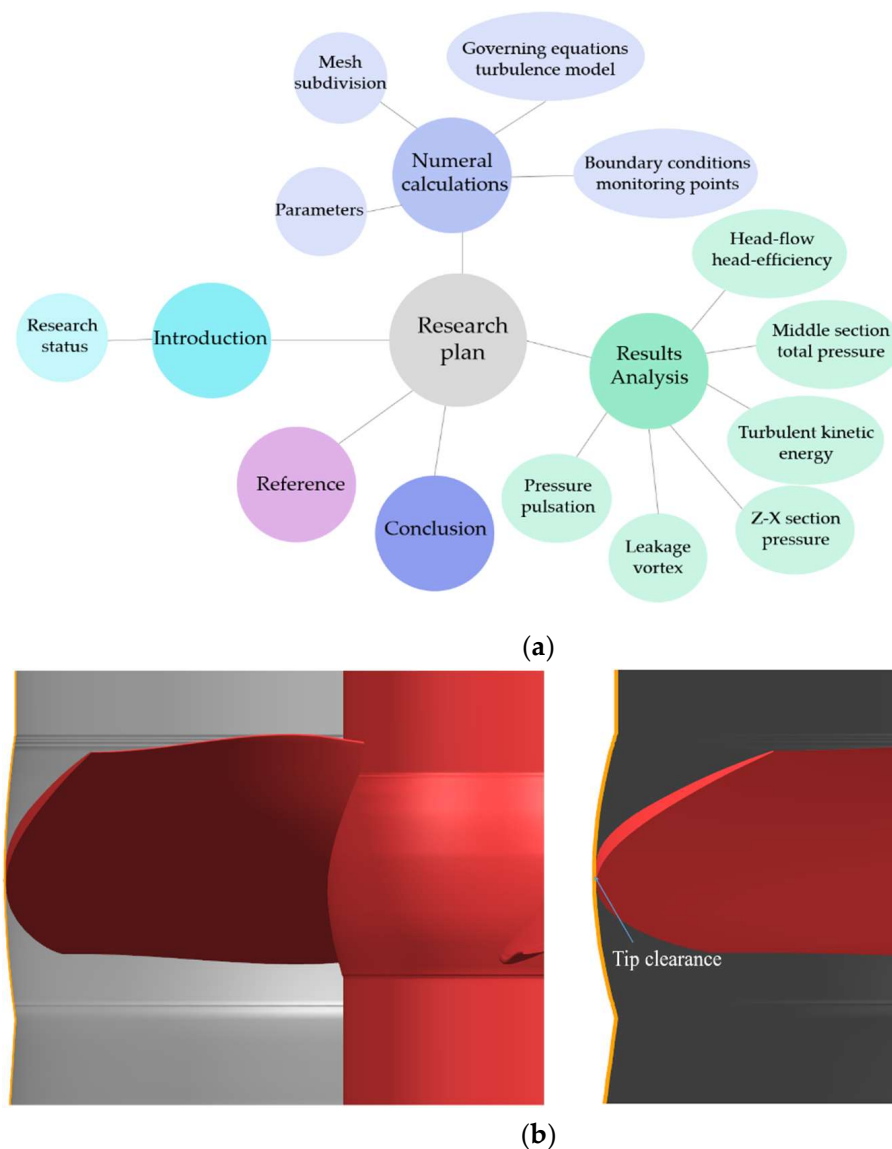 Mesh
subdivision
Governing equations
turbulence model
Numeral
calculations
Boundary conditions
monitoring points
Parameters
Head-flow
head-efficiency
Research
status
Introduction
Research
plan
Results
Analysis
Middle section
total pressure
Turbulent kinetic
energy
Reference
Conclusion
Pressure
pulsation
Leakage
vortex
Z-X section
pressure
(a)
Tip clearance
(b)